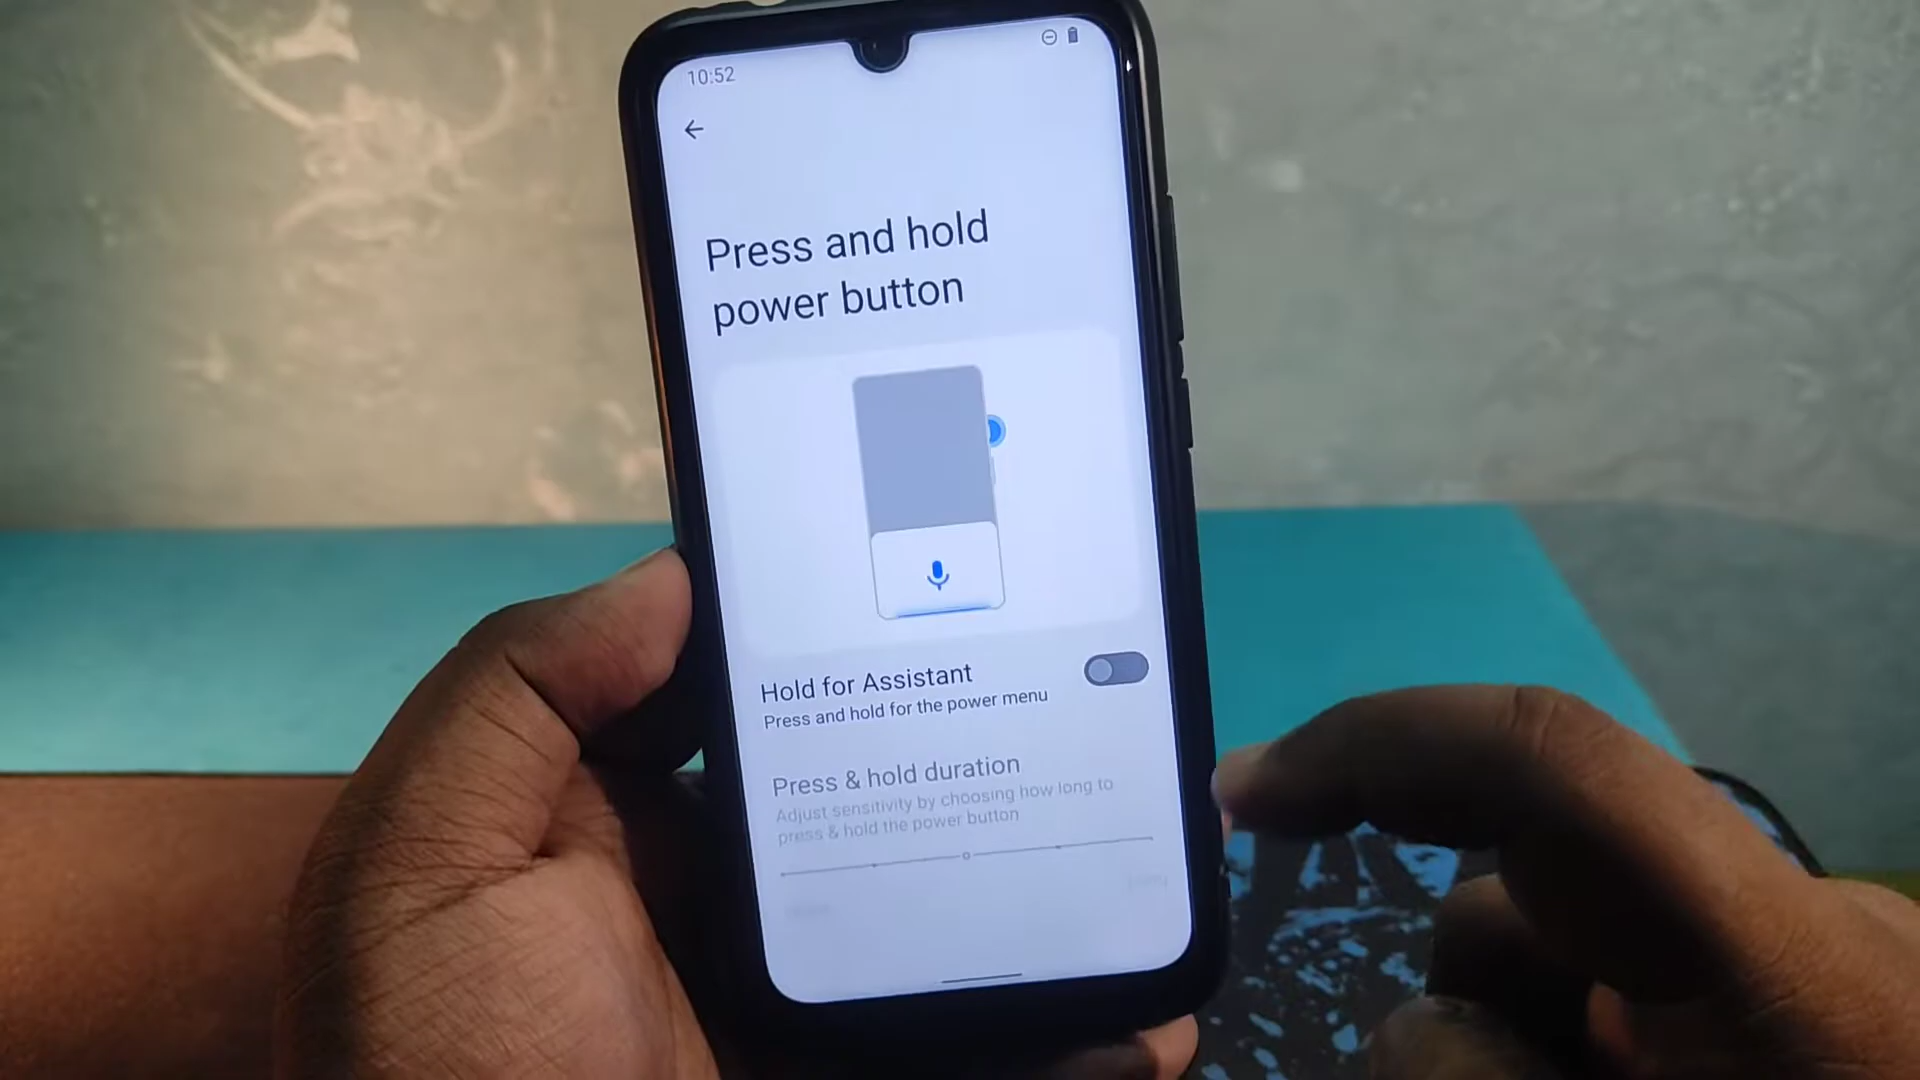 10:52
Press and hold
power button
Hold for Assistant
Press and hold for the power menu
Press & hold duration
Adjust sensitivity by choosing how long to
press & hold the power button